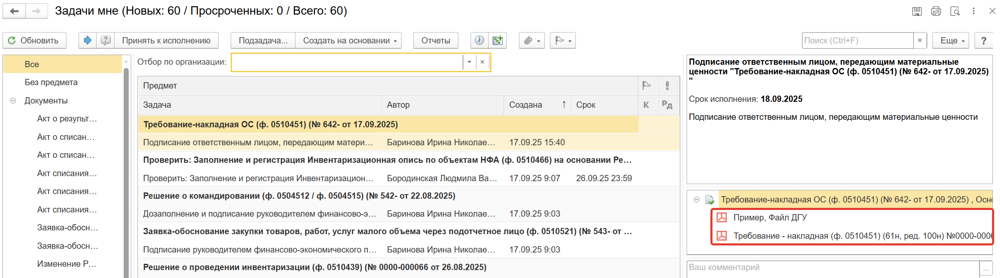 Задачи мне (Новых: 60 / Просроченных: 0 / Всего: 60)
Обновить
Принять к исполнению
Подзадача...
Создать на основании
Отчеты
Поиск (Ctrl+F)
×
Еще
?
Все
Без предмета
Документы
Акт о результ...
Акт о списан...
Акт о списан...
Акт списания...
Акт списания...
Акт списания...
Заявка-обосн...
Заявка-обосн...
Изменение Р...
Отбор по организации:
×
Предмет
Задача Автор Создана ↑ Срок К Рд
Требование-накладная ОС (ф. 0510451) (№ 642- от 17.09.2025)
Подписание ответственным лицом, передающим матери... Баринова Ирина Николае... 17.09.25 15:40
Проверить: Заполнение и регистрация Инвентаризационная опись по объектам НФА (ф. 0510466) на основании Ре...
Проверить: Заполнение и регистрация Инвентаризацион... Бородинская Людмила Ва... 17.09.25 9:07 26.09.25 23:59
Решение о командировании (ф. 0504512 / ф. 0504515) (№ 542- от 22.08.2025)
Дозаполнение и подписание руководителем финансово-э... Баринова Ирина Николае... 17.09.25 9:03
Заявка-обоснование закупки товаров, работ, услуг малого объема через подотчетное лицо (ф. 0510521) (№ 543- от ...
Подписание руководителем финансово-экономического п... Баринова Ирина Николае... 17.09.25 9:03
Решение о проведении инвентаризации (ф. 0510439) (№ 0000-000066 от 26.08.2025)
Подписание ответственным лицом, передающим материальные
ценности "Требование-накладная ОС (ф. 0510451) (№ 642- от 17.09.2025)
"
Срок исполнения: 18.09.2025
Подписание ответственным лицом, передающим материальные ценности
Требование-накладная ОС (ф. 0510451) (№ 642- от 17.09.2025) , Осно
Пример, Файл ДГУ
Требование - накладная (ф. 0510451) (61н, ред. 100н) №0000-0006
Ваш комментарий
...